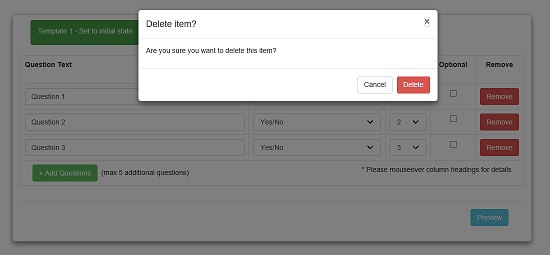 Delete item?
×
Are you sure you want to delete this item?
Cancel Delete
Template 1 - Set to initial state
Question Text Optional Remove
Question 1 Remove
Question 2 Yes/No 2 Remove
Question 3 Yes/No 3 Remove
+ Add Questions (max 5 additional questions) * Please mouseover column headings for details
Preview